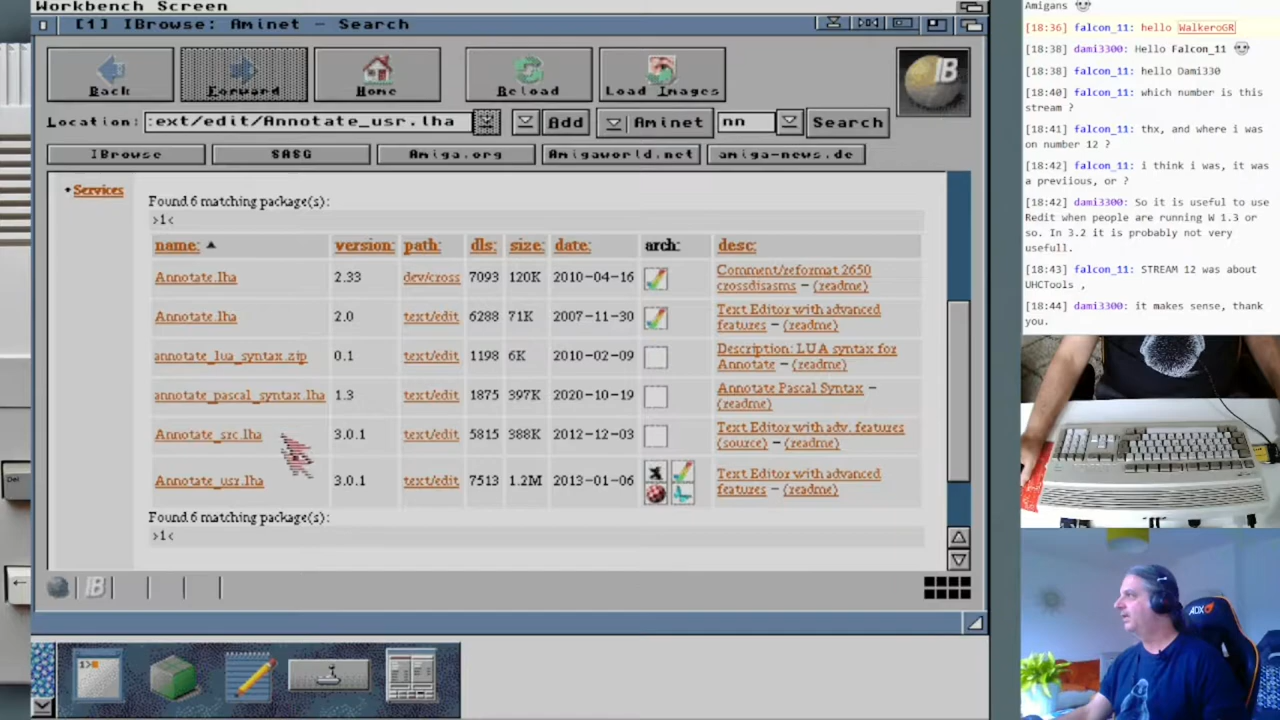 Workbench Screen
[1] IBrowse: Aminet - Search
Back
Forward
Home
Reload
Load Images
IB
Location:
:ext/edit/Annotate_usr.lha
Add
Aminet
nn
Search
IBrowse
SASG
Amiga.org
Amigaworld.net
amiga-news.de
Services
Found 6 matching package(s):
>1<
name: version: path: dls: size: date: arch: desc:
Annotate.lha 2.33 dev/cross 7093 120K 2010-04-16 Comment/reformat 2650
crossdisasms - (readme)
Annotate.lha 2.0 text/edit 6288 71K 2007-11-30 Text Editor with advanced
features - (readme)
annotate_lua_syntax.zip 0.1 text/edit 1198 6K 2010-02-09 Description: LUA syntax for
Annotate - (readme)
annotate_pascal_syntax.lha 1.3 text/edit 1875 397K 2020-10-19 Annotate Pascal Syntax -
(readme)
Annotate_src.lha 3.0.1 text/edit 5815 388K 2012-12-03 Text Editor with adv. features
(source) - (readme)
Annotate_usr.lha 3.0.1 text/edit 7513 1.2M 2013-01-06 Text Editor with advanced
features - (readme)
Found 6 matching package(s):
>1<
IB
1>
Del
Amigans
[18:36] falcon_11: hello WalkeroGR
[18:38] dami3300: Hello Falcon_11
[18:38] falcon_11: hello Dami330
[18:40] falcon_11: which number is this
stream ?
[18:41] falcon_11: thx, and where i was
on number 12 ?
[18:42] falcon_11: i think i was, it was
a previious, or ?
[18:42] dami3300: So it is useful to use
Redit when people are running W 1.3 or
so. In 3.2 it is probably not very
usefull.
[18:43] falcon_11: STREAM 12 was about
UHCTools ,
[18:44] dami3300: it makes sense, thank
you.
ADX